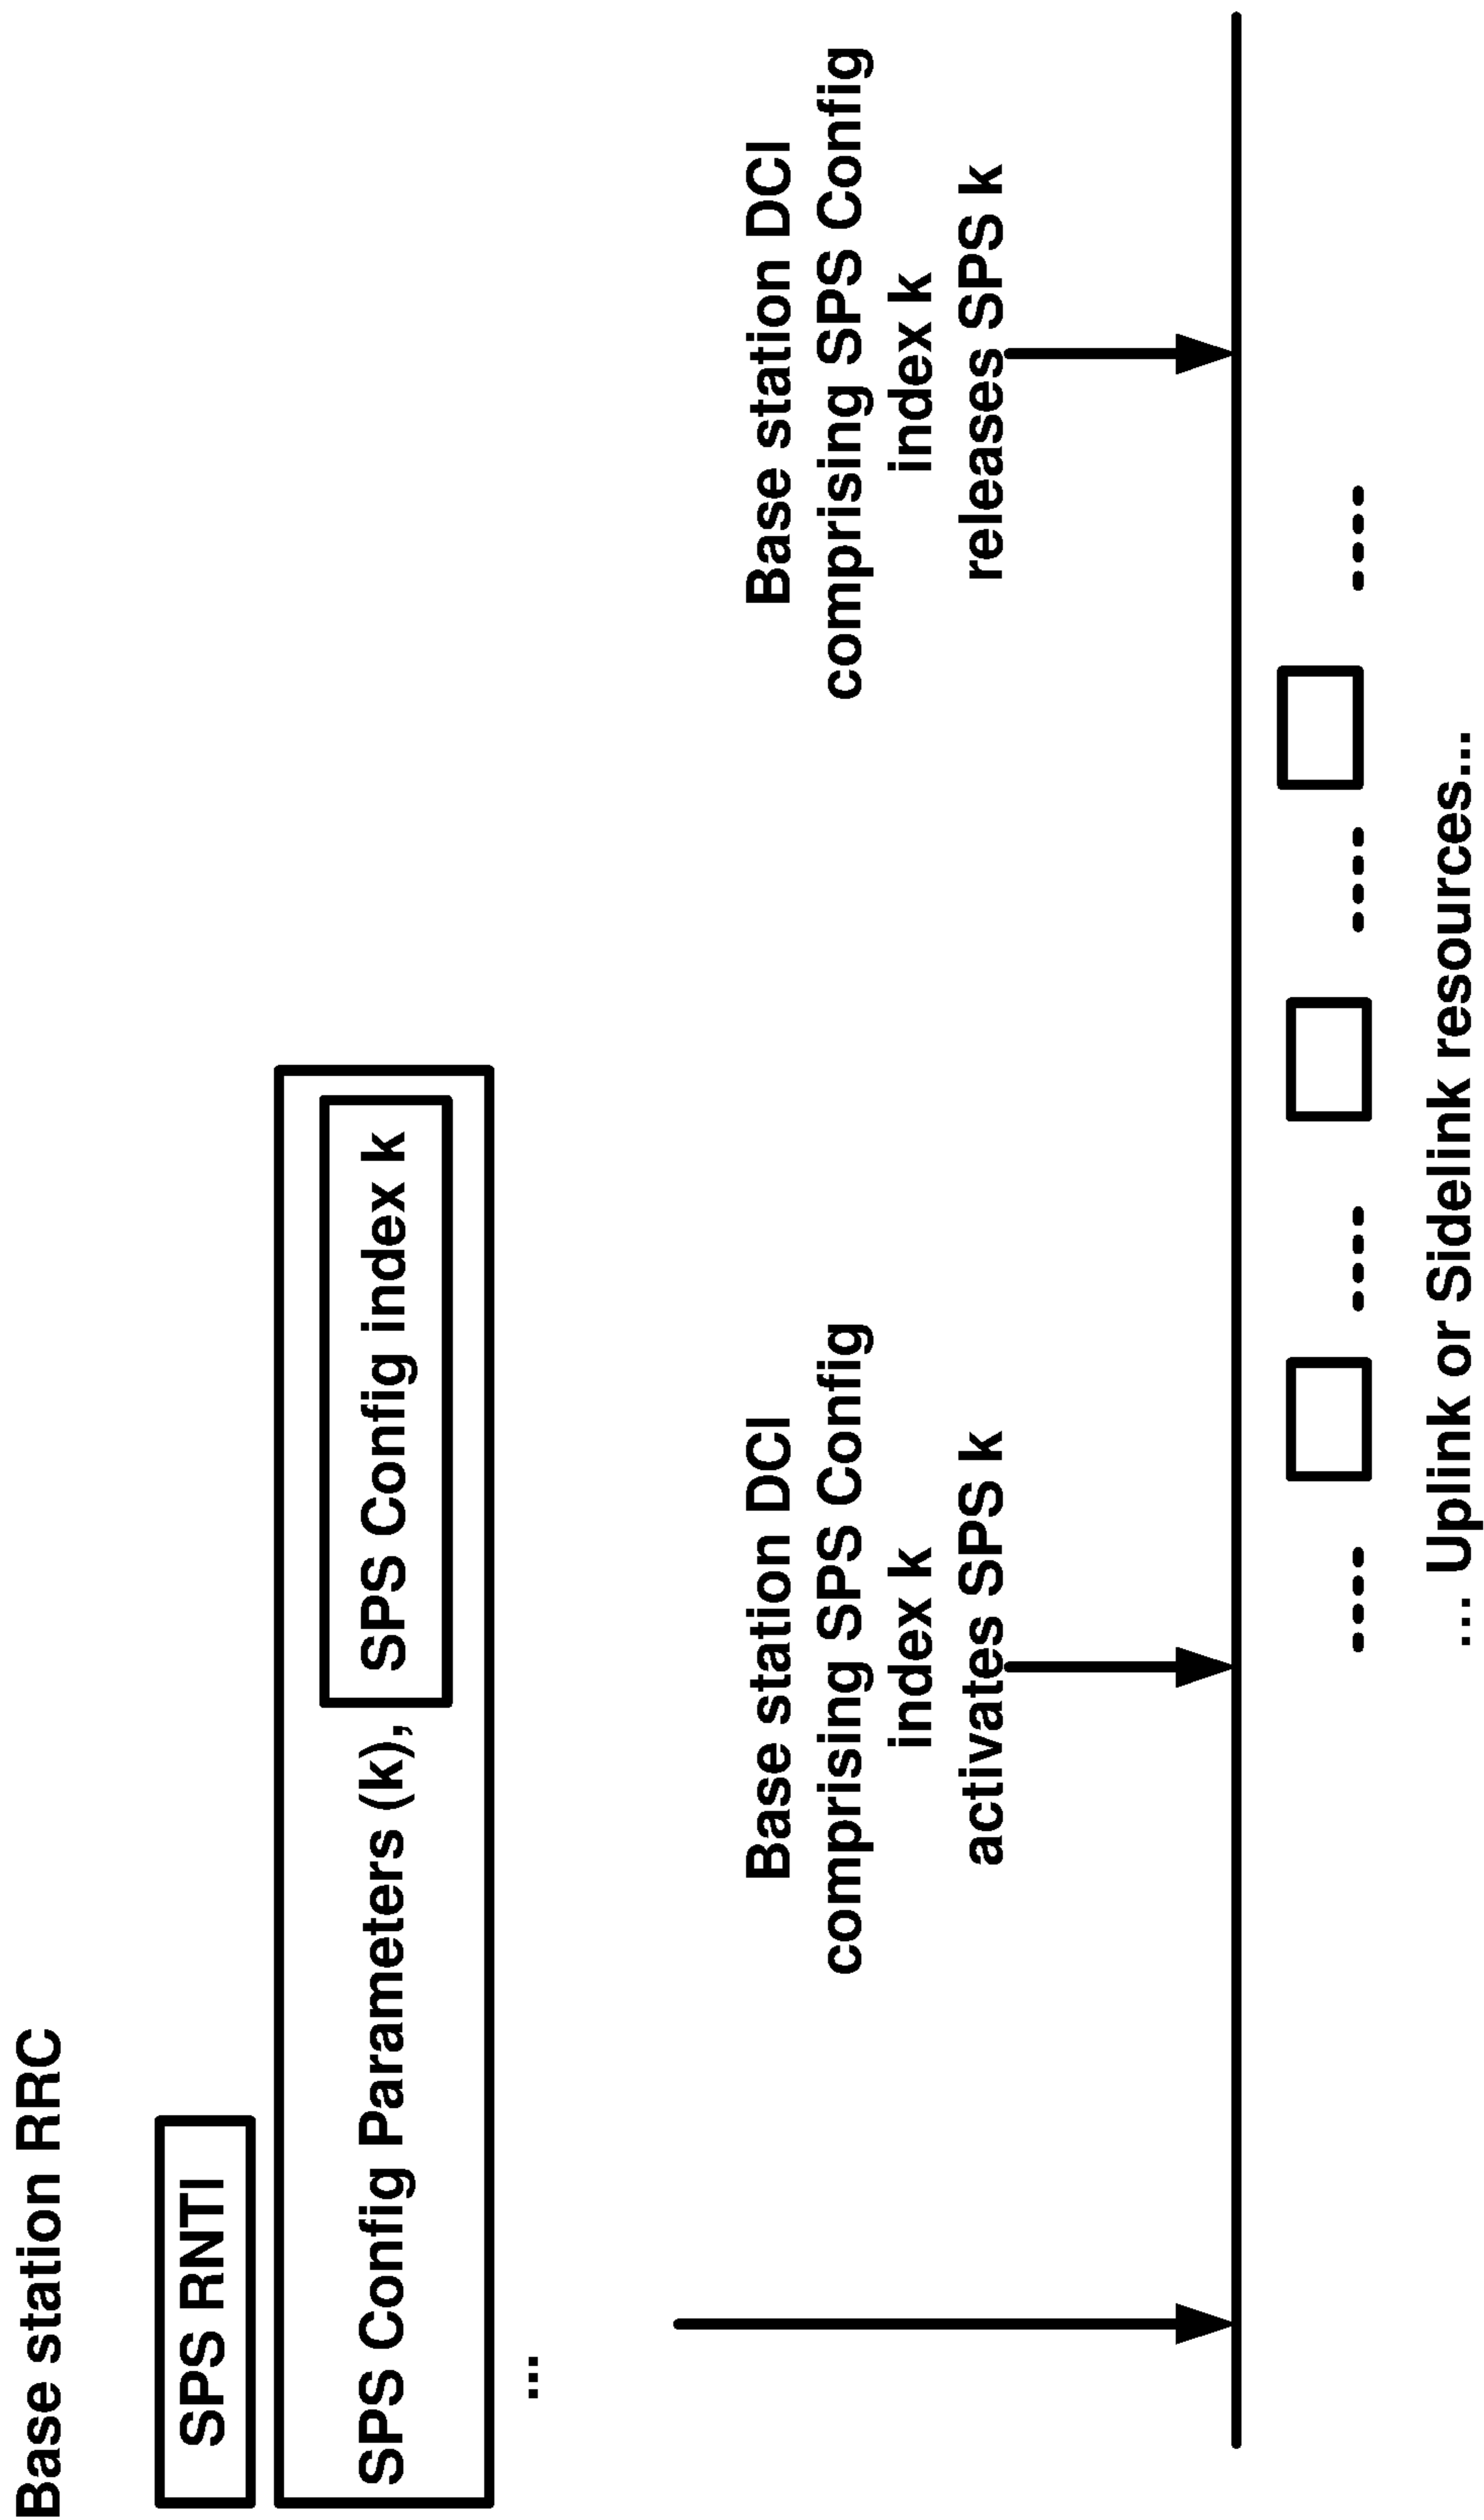 Base station RRC
SPS RNTI
SPS Config Parameters (k), SPS Config index k
...
Base station DCI
comprising SPS Config
index k
activates SPS k
Base station DCI
comprising SPS Config
index k
releases SPS k
... Uplink or Sidelink resources...